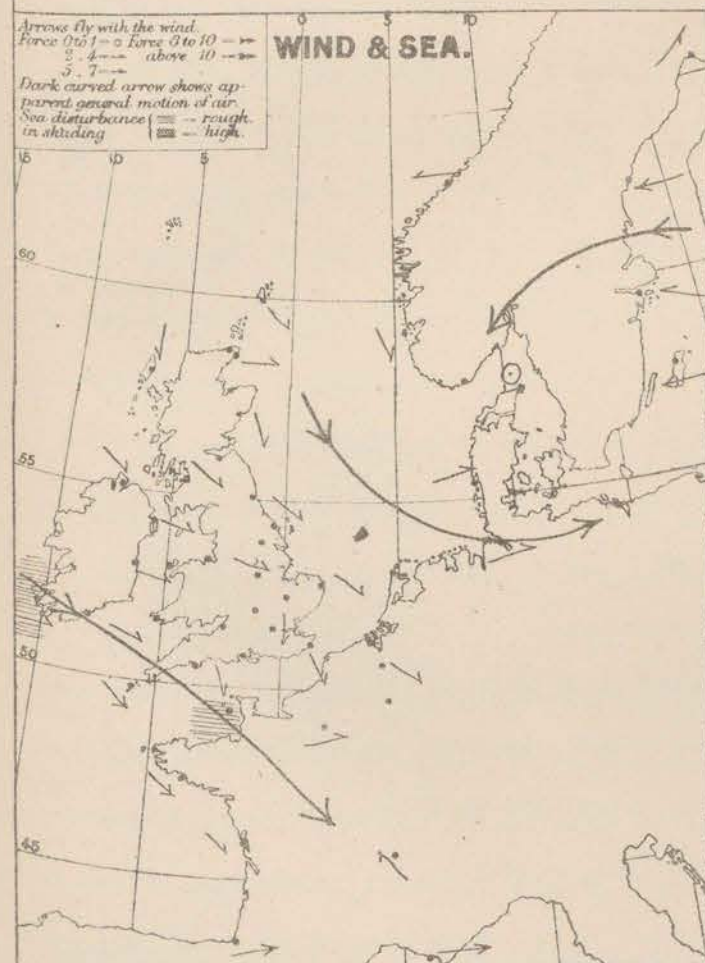 Arrows fly with the wind.
Force 0 to 1 — o Force 8 to 10 —
2 . 4 — above 10 —
5 . 7 —
Dark curved arrow shows ap-
parent general motion of air.
Sea disturbance — rough.
in shading — high.
WIND & SEA.
15 10 5 0 5 10
60
55
50
45